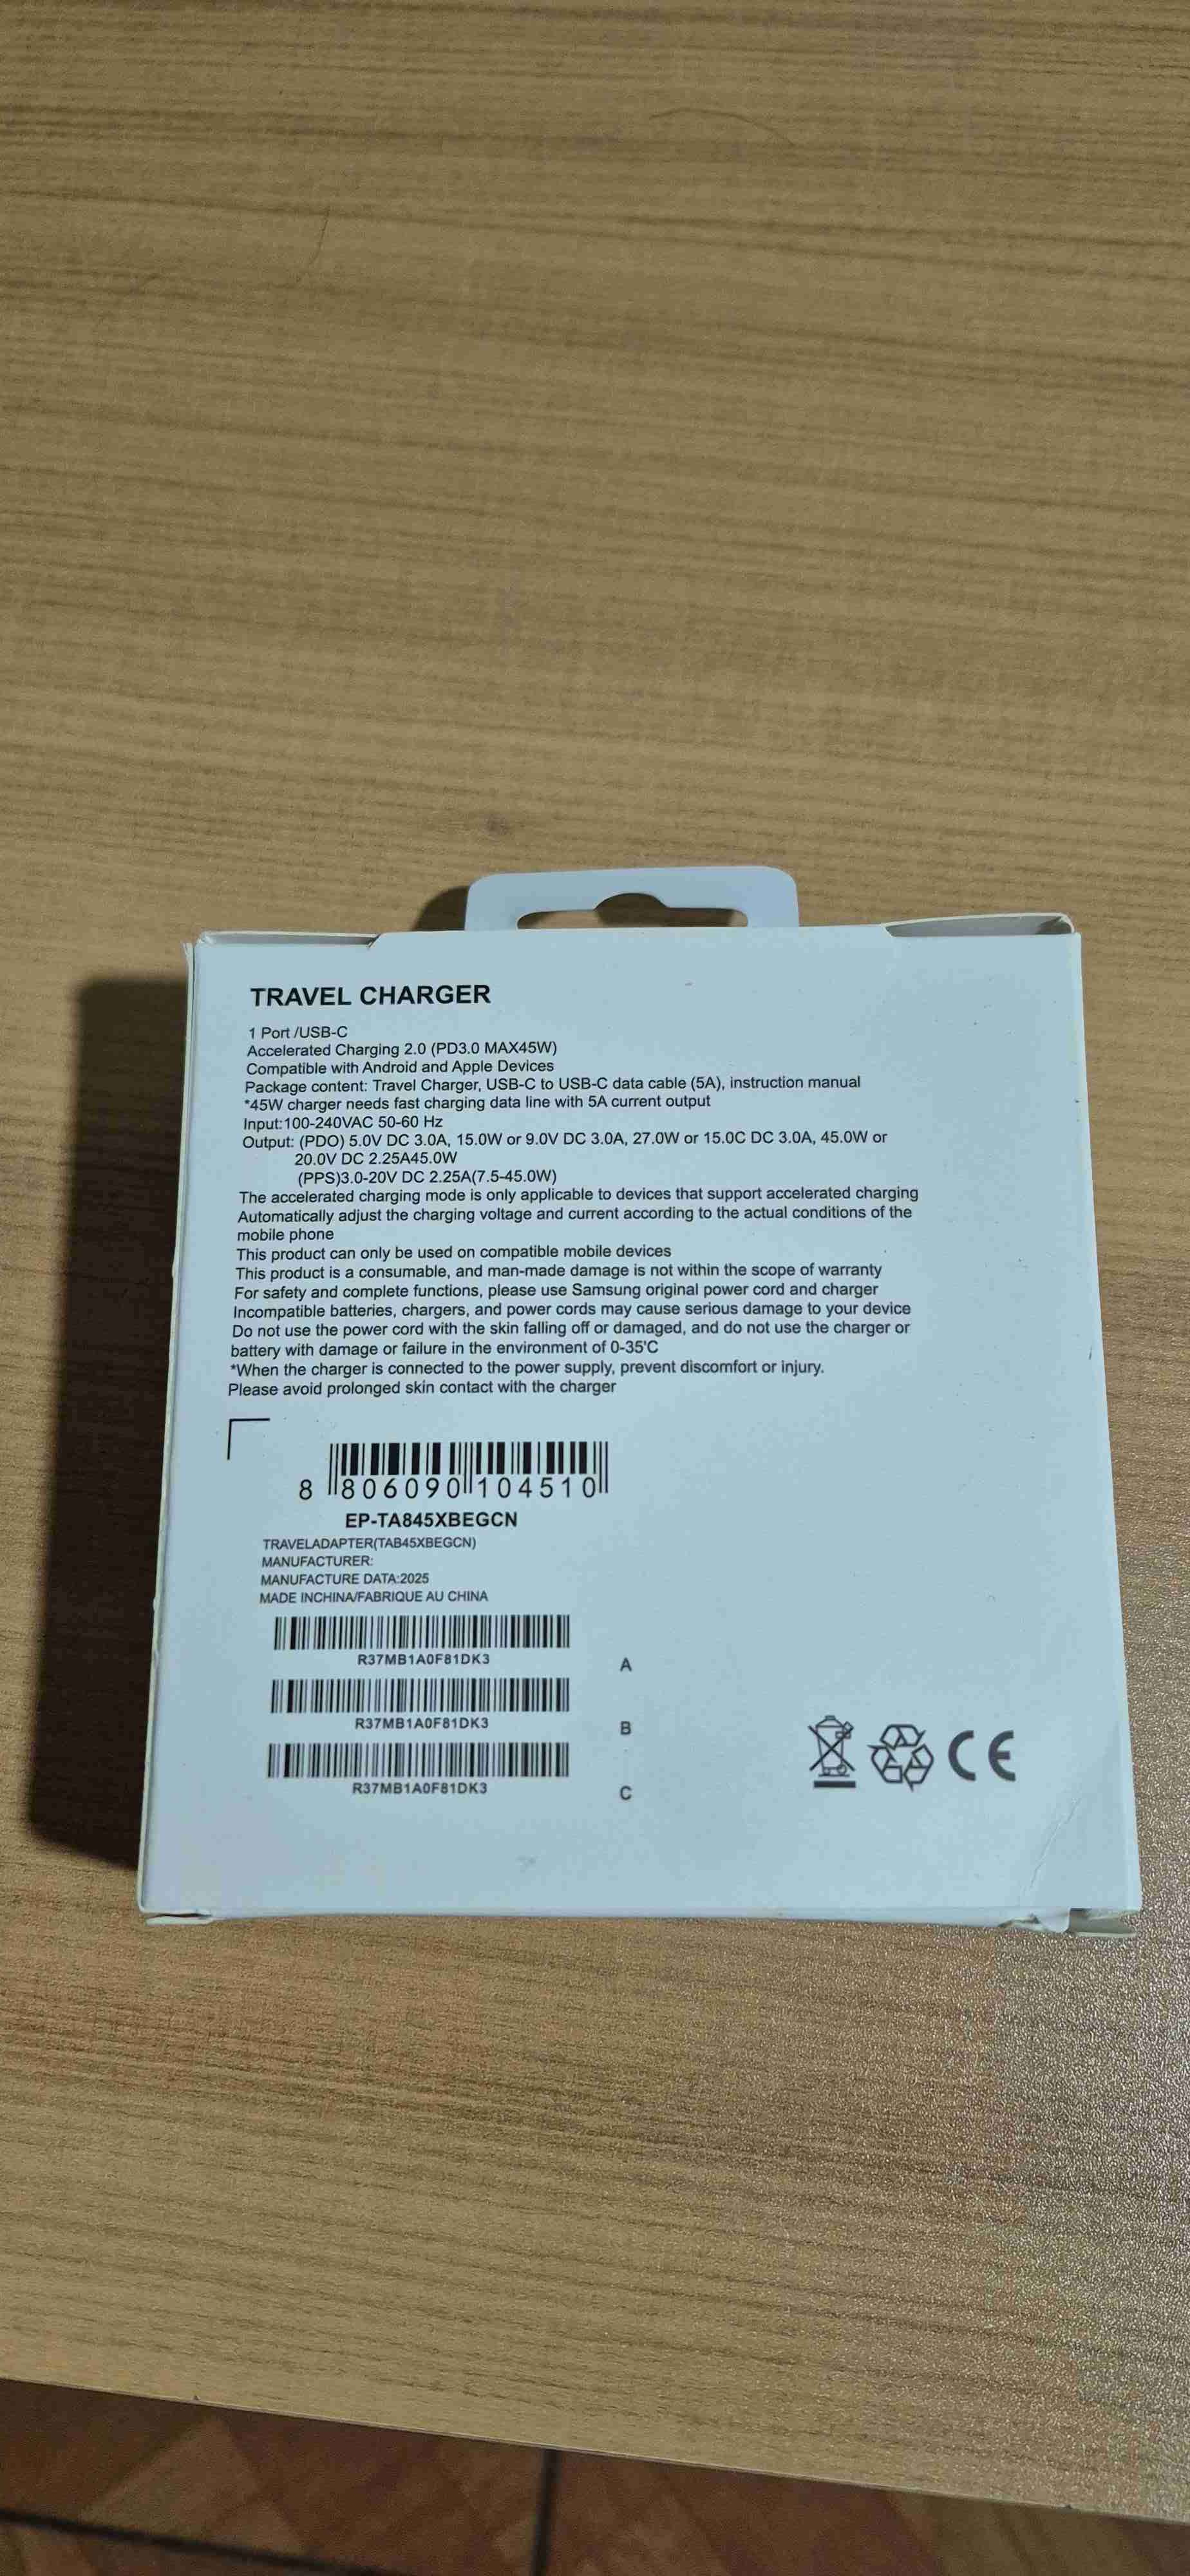 TRAVEL CHARGER
1 Port /USB-C
Accelerated Charging 2.0 (PD3.0 MAX45W)
Compatible with Android and Apple Devices
Package content: Travel Charger, USB-C to USB-C data cable (5A), instruction manual
*45W charger needs fast charging data line with 5A current output
Input:100-240VAC 50-60 Hz
Output: (PDO) 5.0V DC 3.0A, 15.0W or 9.0V DC 3.0A, 27.0W or 15.0C DC 3.0A, 45.0W or
20.0V DC 2.25A45.0W
(PPS)3.0-20V DC 2.25A(7.5-45.0W)
The accelerated charging mode is only applicable to devices that support accelerated charging
Automatically adjust the charging voltage and current according to the actual conditions of the
mobile phone
This product can only be used on compatible mobile devices
This product is a consumable, and man-made damage is not within the scope of warranty
For safety and complete functions, please use Samsung original power cord and charger
Incompatible batteries, chargers, and power cords may cause serious damage to your device
Do not use the power cord with the skin falling off or damaged, and do not use the charger or
battery with damage or failure in the environment of 0-35'C
*When the charger is connected to the power supply, prevent discomfort or injury.
Please avoid prolonged skin contact with the charger
8 806090 104510
EP-TA845XBEGCN
TRAVELADAPTER(TAB45XBEGCN)
MANUFACTURER:
MANUFACTURE DATA:2025
MADE INCHINA/FABRIQUE AU CHINA
R37MB1A0F81DK3
A
R37MB1A0F81DK3
B
R37MB1A0F81DK3
C
CE